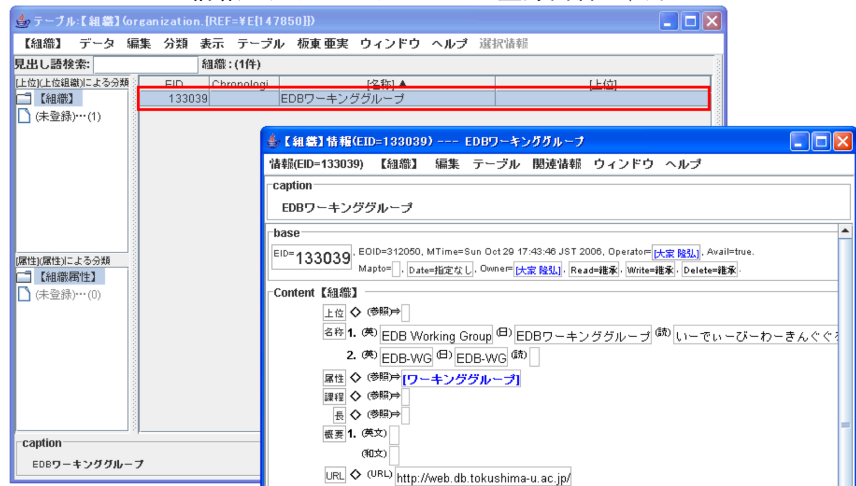 テーブル:【組織】(organization.[REF=¥E{147850}])
【組織】 データ 編集 分類 表示 テーブル 板東 亜実 ウィンドウ ヘルプ 選択情報
見出し語検索: 組織: (1件)
[上位](上位組織)による分類
【組織】
(未登録)…(1)
EID Chronologi [名称] ▲ [上位]
133039 EDBワーキンググループ
[属性](属性)による分類
【組織属性】
(未登録)…(0)
caption
EDBワーキンググループ
【組織】情報(EID=133039) --- EDBワーキンググループ
情報(EID=133039) 【組織】 編集 テーブル 関連情報 ウィンドウ ヘルプ
caption
EDBワーキンググループ
base
EID=133039, EOID=312050, MTime=Sun Oct 29 17:43:46 JST 2006, Operator=[大家 隆弘], Avail=true.
Mapto= , Date=指定なし, Owner=[大家 隆弘], Read=継承, Write=継承, Delete=継承.
Content 【組織】
上位 ◇ (参照)⇒
名称 1. (英) EDB Working Group (日) EDBワーキンググループ (読) いーでぃーびーわーきんぐぐ
2. (英) EDB-WG (日) EDB-WG (読)
属性 ◇ (参照)⇒ [ワーキンググループ]
課程 ◇ (参照)⇒
長 ◇ (参照)⇒
概要 1. (英文)
(和文)
URL ◇ (URL) http://web.db.tokushima-u.ac.jp/